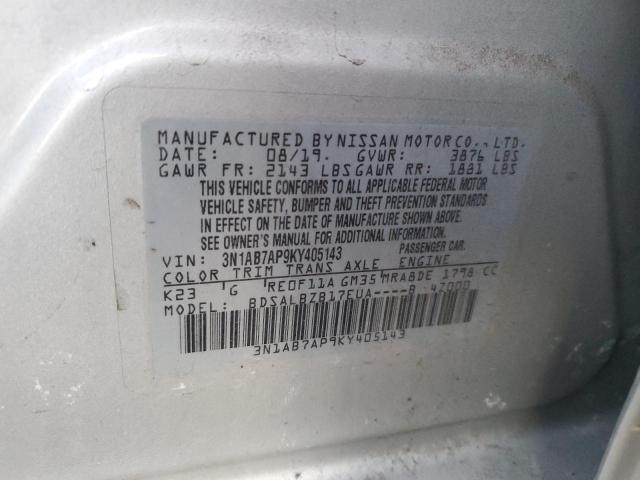 MANUFACTURED BY NISSAN MOTOR CO., LTD.
DATE: 08/19. GVWR: 3876 LBS
GAWR FR: 2143 LBS GAWR RR: 1881 LBS
THIS VEHICLE CONFORMS TO ALL APPLICABLE FEDERAL MOTOR
VEHICLE SAFETY, BUMPER AND THEFT PREVENTION STANDARDS
IN EFFECT ON THE DATE OF MANUFACTURE SHOWN ABOVE.
SEE OWNER'S MANUAL FOR ADDITIONAL INFORMATION.
VIN: 3N1AB7AP9KY405143 PASSENGER CAR.
COLOR TRIM TRANS AXLE ENGINE
K23 'G 'RE0F11A GM35'MRA8DE 1798 CC
MODEL: BDSALBZB17EUA----B 4Z000
3N1AB7AP9KY405143